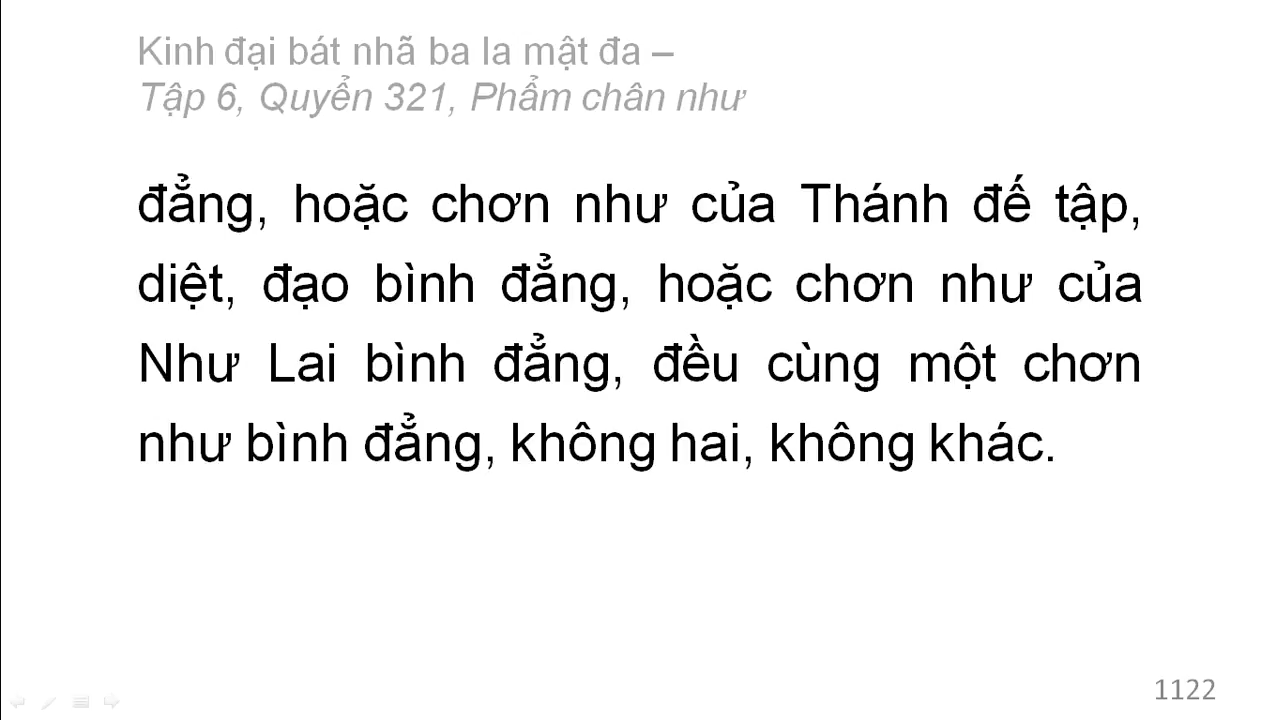 Kinh đại bát nhã ba la mật đa –
Tập 6, Quyển 321, Phẩm chân như
đẳng, hoặc chơn như của Thánh đế tập,
diệt, đạo bình đẳng, hoặc chơn như của
Như Lai bình đẳng, đều cùng một chơn
như bình đẳng, không hai, không khác.
1122